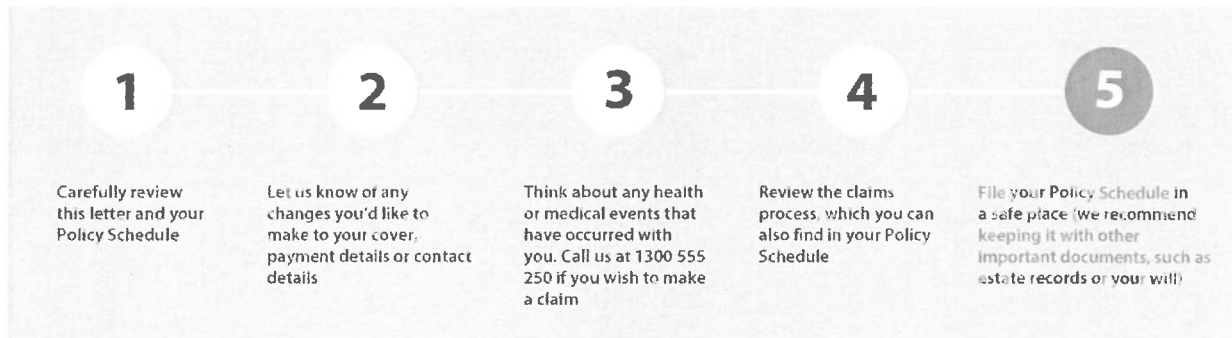 1
Carefully review
this letter and your
Policy Schedule
2
Let us know of any
changes you'd like to
make to your cover,
payment details or contact
details
3
Think about any health
or medical events that
have occurred with
you. Call us at 1300 555
250 if you wish to make
a claim
4
Review the claims
process, which you can
also find in your Policy
Schedule
5
File your Policy Schedule in
a safe place (we recommend
keeping it with other
important documents, such as
estate records or your will)